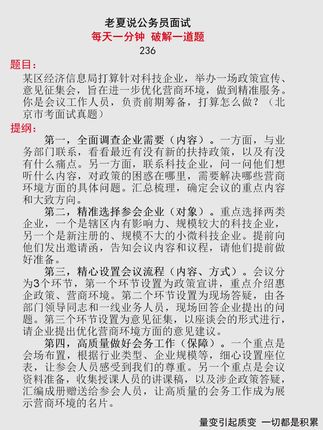 老夏说公务员面试
每天一分钟 破解一道题
236
题目：
某区经济信息局打算针对科技企业，举办一场政策宣传、
意见征集会，旨在进一步优化营商环境，做到精准服务。
你是会议工作人员，负责前期筹备，打算怎么做？（北
京市考面试真题）
提纲：
第一，全面调查企业需要（内容）。一方面，与业
务部门联系，看看最近有没有新的扶持政策，以及有没
有什么痛点。另一方面，联系科技企业，问一问他们想
听什么内容，对政策的困惑在哪里，需要解决哪些营商
环境方面的具体问题。汇总梳理，确定会议的重点内容
和大致方向。
第二，精准选择参会企业（对象）。重点选择两类
企业，一个是辖区内有影响力、规模较大的科技企业，
另一个是新注册的、规模不大的小微科技企业。提前向
他们发出邀请函，告知会议内容和议程，请他们提前做
好准备。
第三，精心设置会议流程（内容、方式）。会议分
为3个环节，第一个环节设置为政策宣讲，重点介绍惠
企政策、营商环境。第二个环节设置为现场答疑，由各
部门领导同志和一线业务人员，现场回答企业提出的问
题。第三个环节设置为意见征集，以座谈会的形式进行，
请企业提出优化营商环境方面的意见建议。
第四，高质量做好会务工作（保障）。一个重点是
会场布置，根据行业类型、企业规模等，细心设置座位
表，让参会人员感受到我们的尊重。另一个重点是会议
资料准备，收集授课人员的讲课稿，以及涉企政策答疑，
汇编成册赠送给参会人员，让高质量的会务工作成为展
示营商环境的名片。
量变引起质变 一切都是积累